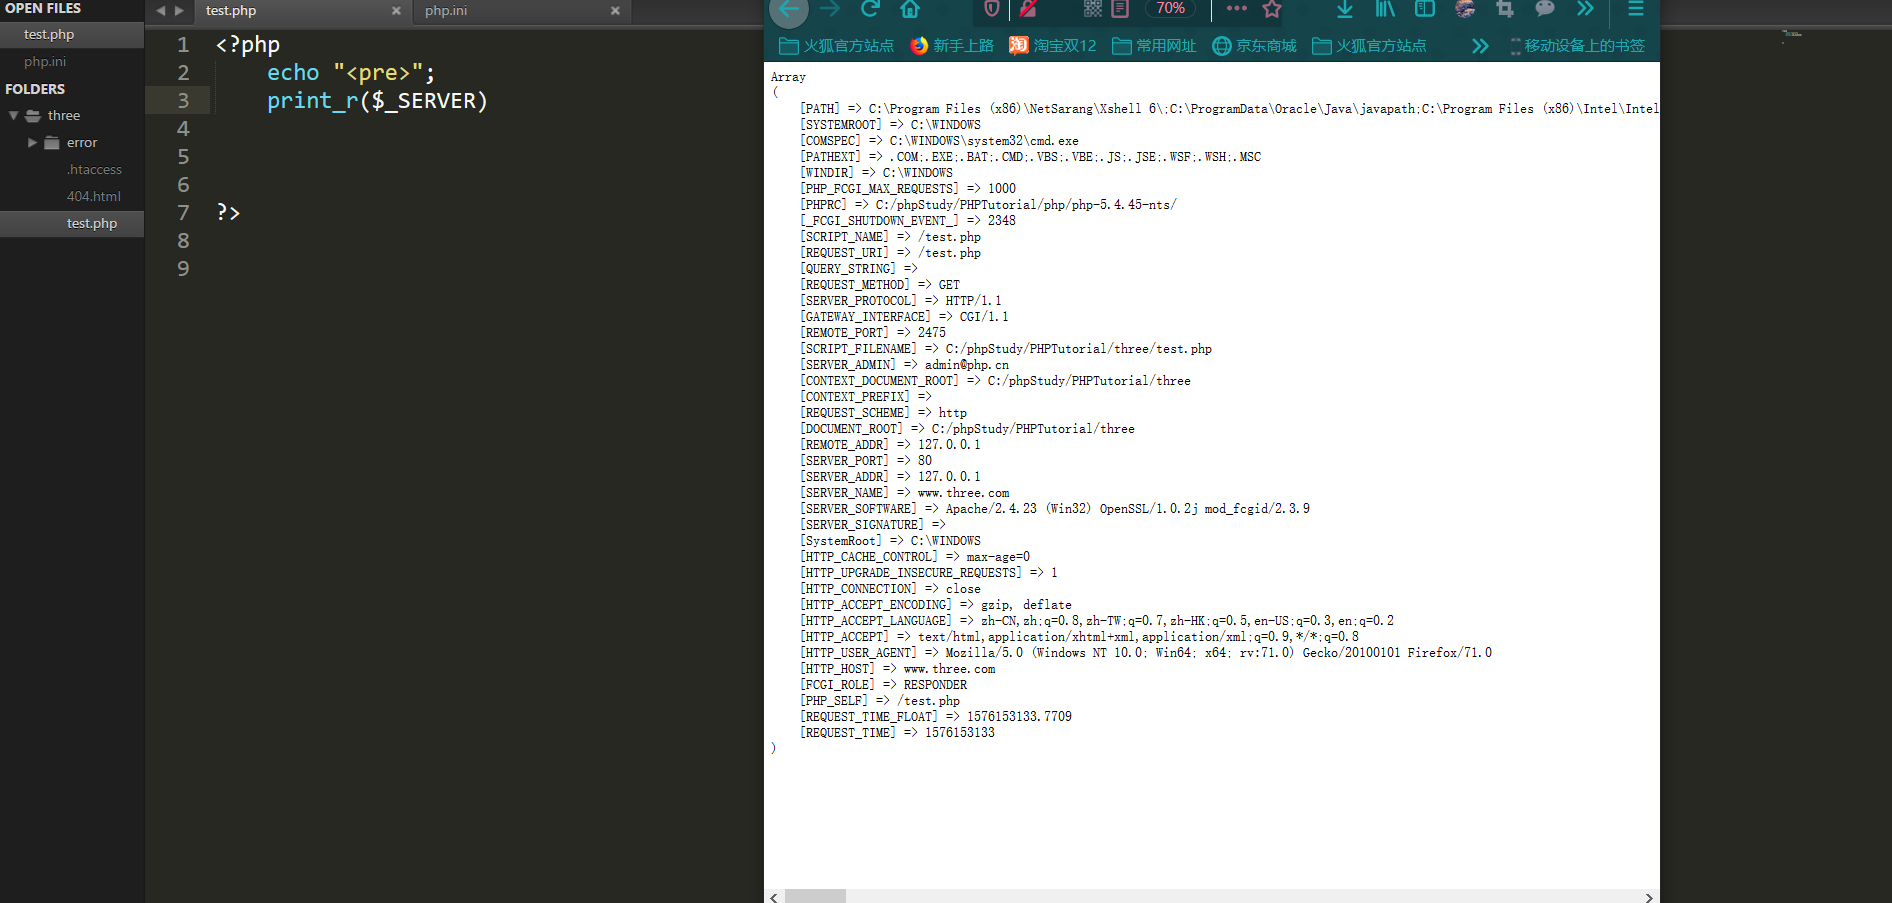 OPEN FILES
test.php
php.ini
FOLDERS
three
error
.htaccess
404.html
test.php
test.php
php.ini
1 <?php
2 echo "<pre>";
3 print_r($_SERVER)
4
5
6
7 ?>
8
9
70%
火狐官方站点 新手上路 淘宝双12 常用网址 京东商城 火狐官方站点 移动设备上的书签
Array
(
[PATH] => C:\Program Files (x86)\NetSarang\Xshell 6\;C:\ProgramData\Oracle\Java\javapath;C:\Program Files (x86)\Intel\Intel
[SYSTEMROOT] => C:\WINDOWS
[COMSPEC] => C:\WINDOWS\system32\cmd.exe
[PATHEXT] => .COM;.EXE;.BAT;.CMD;.VBS;.VBE;.JS;.JSE;.WSF;.WSH;.MSC
[WINDIR] => C:\WINDOWS
[PHP_FCGI_MAX_REQUESTS] => 1000
[PHPRC] => C:/phpStudy/PHPTutorial/php/php-5.4.45-nts/
[_FCGI_SHUTDOWN_EVENT_] => 2348
[SCRIPT_NAME] => /test.php
[REQUEST_URI] => /test.php
[QUERY_STRING] =>
[REQUEST_METHOD] => GET
[SERVER_PROTOCOL] => HTTP/1.1
[GATEWAY_INTERFACE] => CGI/1.1
[REMOTE_PORT] => 2475
[SCRIPT_FILENAME] => C:/phpStudy/PHPTutorial/three/test.php
[SERVER_ADMIN] => admin@php.cn
[CONTEXT_DOCUMENT_ROOT] => C:/phpStudy/PHPTutorial/three
[CONTEXT_PREFIX] =>
[REQUEST_SCHEME] => http
[DOCUMENT_ROOT] => C:/phpStudy/PHPTutorial/three
[REMOTE_ADDR] => 127.0.0.1
[SERVER_PORT] => 80
[SERVER_ADDR] => 127.0.0.1
[SERVER_NAME] => www.three.com
[SERVER_SOFTWARE] => Apache/2.4.23 (Win32) OpenSSL/1.0.2j mod_fcgid/2.3.9
[SERVER_SIGNATURE] =>
[SystemRoot] => C:\WINDOWS
[HTTP_CACHE_CONTROL] => max-age=0
[HTTP_UPGRADE_INSECURE_REQUESTS] => 1
[HTTP_CONNECTION] => close
[HTTP_ACCEPT_ENCODING] => gzip, deflate
[HTTP_ACCEPT_LANGUAGE] => zh-CN,zh;q=0.8,zh-TW;q=0.7,zh-HK;q=0.5,en-US;q=0.3,en;q=0.2
[HTTP_ACCEPT] => text/html,application/xhtml+xml,application/xml;q=0.9,*/*;q=0.8
[HTTP_USER_AGENT] => Mozilla/5.0 (Windows NT 10.0; Win64; x64; rv:71.0) Gecko/20100101 Firefox/71.0
[HTTP_HOST] => www.three.com
[FCGI_ROLE] => RESPONDER
[PHP_SELF] => /test.php
[REQUEST_TIME_FLOAT] => 1576153133.7709
[REQUEST_TIME] => 1576153133
)